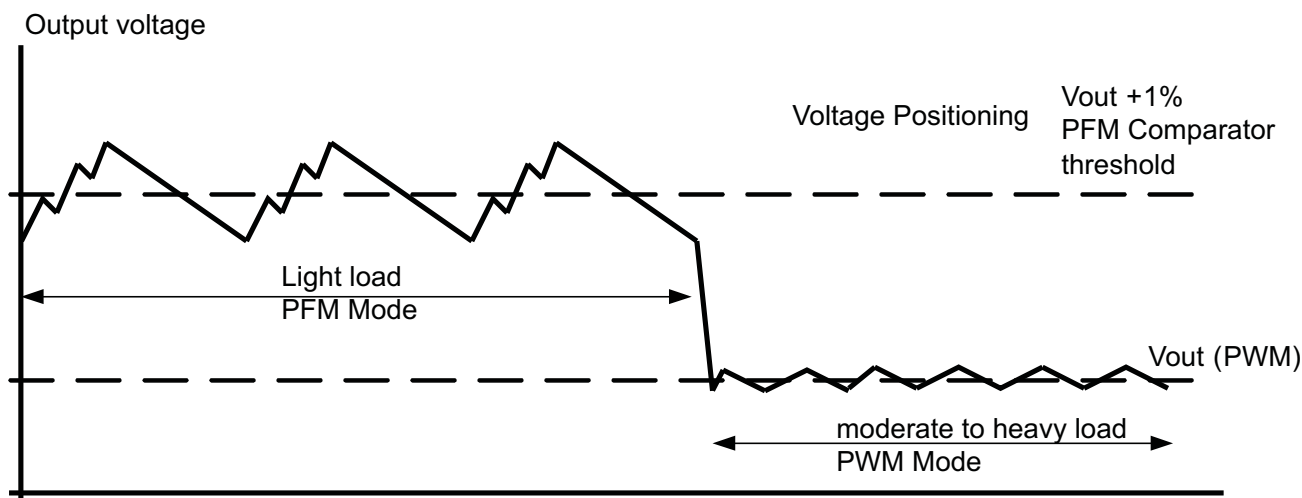 Output voltage
Voltage Positioning
Vout +1%
PFM Comparator
threshold
Light load
PFM Mode
Vout (PWM)
moderate to heavy load
PWM Mode